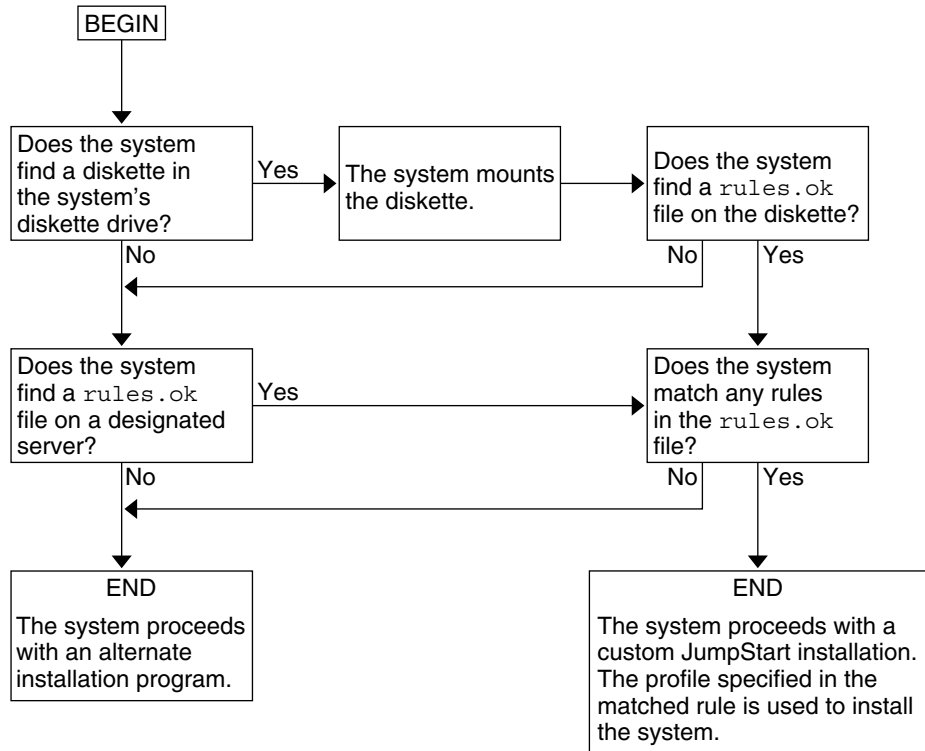 BEGIN
Does the system
find a diskette in
the system's
diskette drive?
Yes
The system mounts
the diskette.
Does the system
find a rules.ok
file on the diskette?
No
No
Yes
Does the system
find a rules.ok
file on a designated
server?
Yes
Does the system
match any rules
in the rules.ok
file?
No
No
Yes
END
The system proceeds
with an alternate
installation program.
END
The system proceeds with a
custom JumpStart installation.
The profile specified in the
matched rule is used to install
the system.